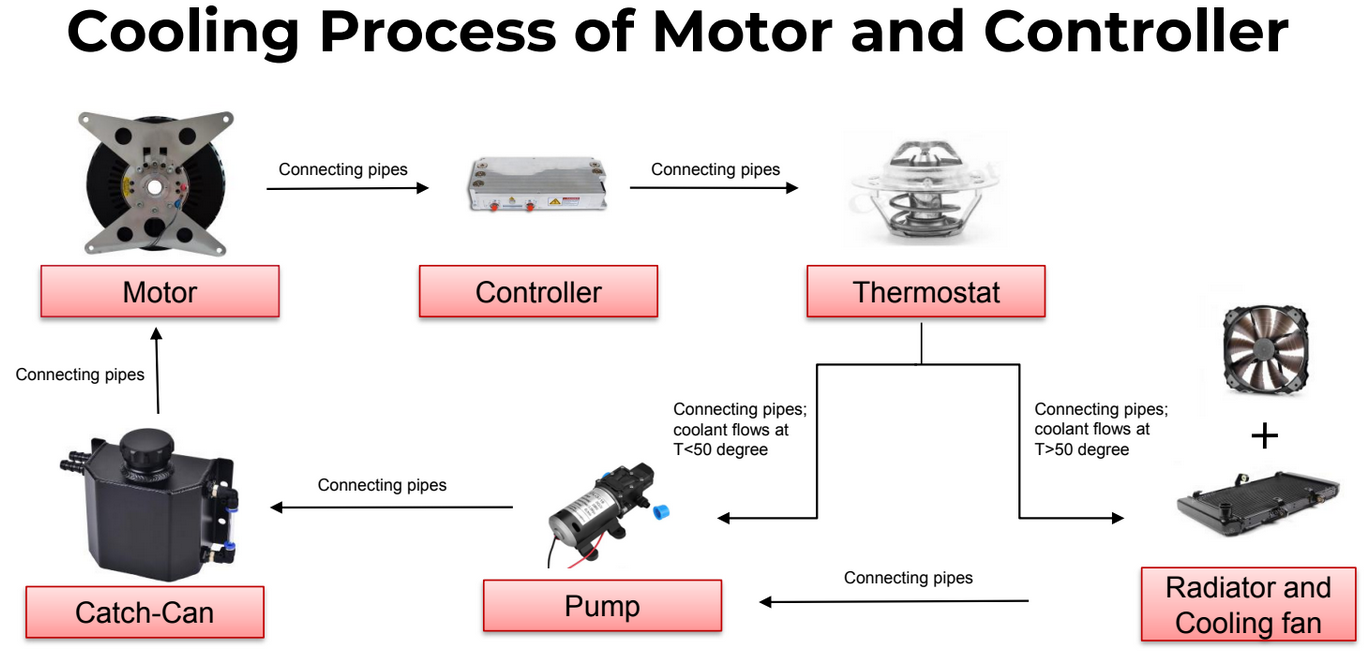 Cooling Process of Motor and Controller
Connecting pipes
Connecting pipes
Motor
Controller
Thermostat
Connecting pipes
Connecting pipes;
coolant flows at
T<50 degree
Connecting pipes;
coolant flows at
T>50 degree
+
Connecting pipes
Connecting pipes
Catch-Can
Pump
Radiator and
Cooling fan